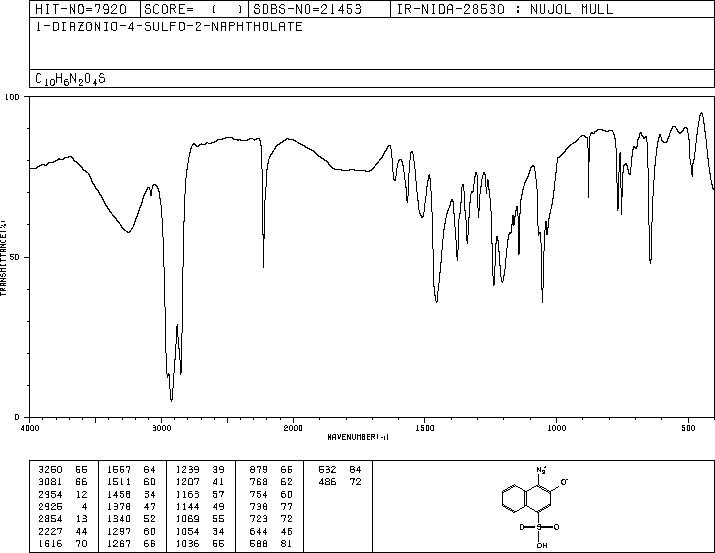 HIT-NO=7920 SCORE= ( ) SDBS-NO=21453 IR-NIDA-28530 : NUJOL MULL
1-DIAZONIO-4-SULFO-2-NAPHTHOLATE
C10H6N2O4S
100
50
0
TRANSMITTANCE(%)
4000 3000 2000 1500 1000 500
WAVENUMBER(-1)
3260 66 1567 64 1239 39 879 66 632 84
3081 66 1511 60 1207 41 768 62 486 72
2954 12 1458 34 1163 57 754 60
2925 4 1378 47 1144 49 738 77
2854 13 1340 52 1069 55 723 72
2227 44 1297 60 1054 34 644 46
1616 70 1267 66 1036 55 588 81
N2+
O-
O S O
OH